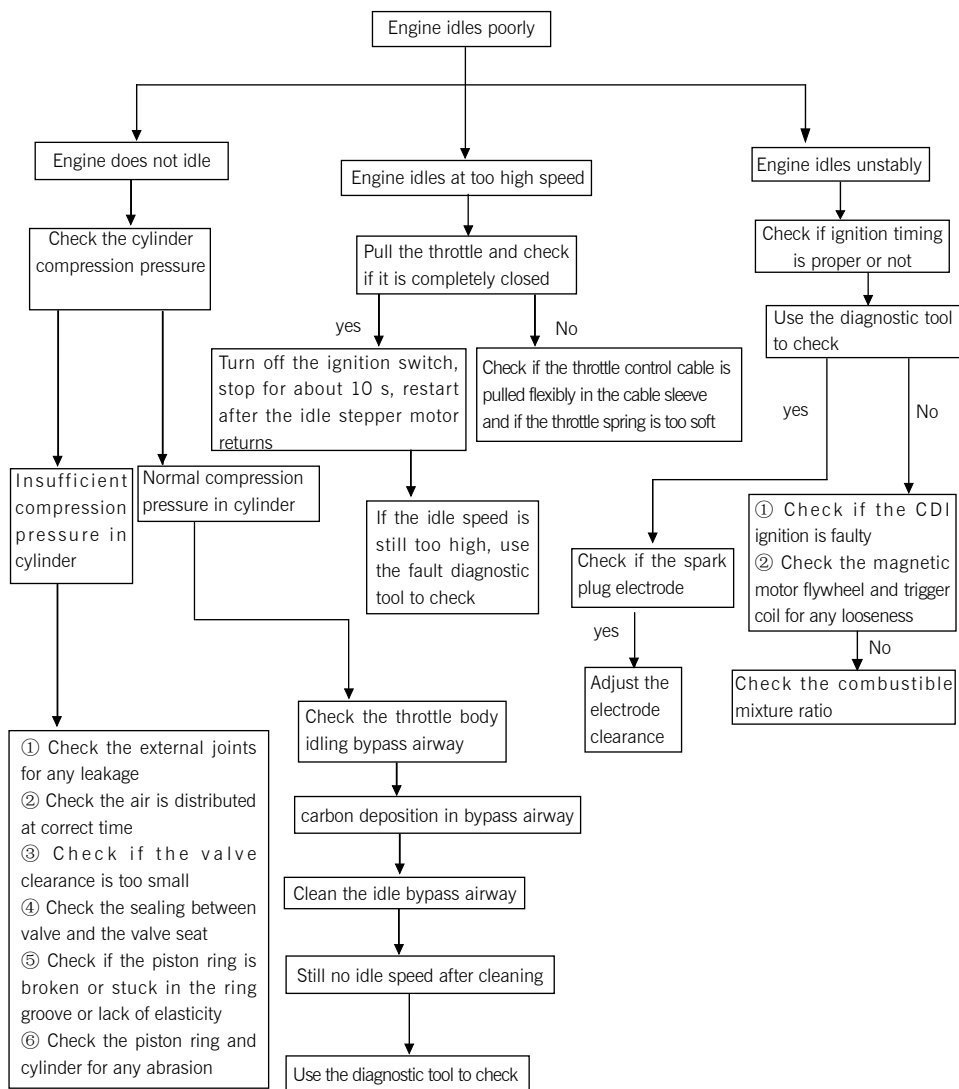 Engine idles poorly
Engine does not idle
Engine idles at too high speed
Engine idles unstably
Check the cylinder
compression pressure
Pull the throttle and check
if it is completely closed
Check if ignition timing
is proper or not
yes
No
Use the diagnostic tool
to check
Turn off the ignition switch,
stop for about 10 s, restart
after the idle stepper motor
returns
Check if the throttle control cable is
pulled flexibly in the cable sleeve
and if the throttle spring is too soft
yes
No
Insufficient
compression
pressure in
cylinder
Normal compression
pressure in cylinder
If the idle speed is
still too high, use
the fault diagnostic
tool to check
Check if the spark
plug electrode
① Check if the CDI
ignition is faulty
② Check the magnetic
motor flywheel and trigger
coil for any looseness
yes
No
Adjust the
electrode
clearance
Check the combustible
mixture ratio
Check the throttle body
idling bypass airway
① Check the external joints
for any leakage
② Check the air is distributed
at correct time
③ Check if the valve
clearance is too small
④ Check the sealing between
valve and the valve seat
⑤ Check if the piston ring is
broken or stuck in the ring
groove or lack of elasticity
⑥ Check the piston ring and
cylinder for any abrasion
carbon deposition in bypass airway
Clean the idle bypass airway
Still no idle speed after cleaning
Use the diagnostic tool to check